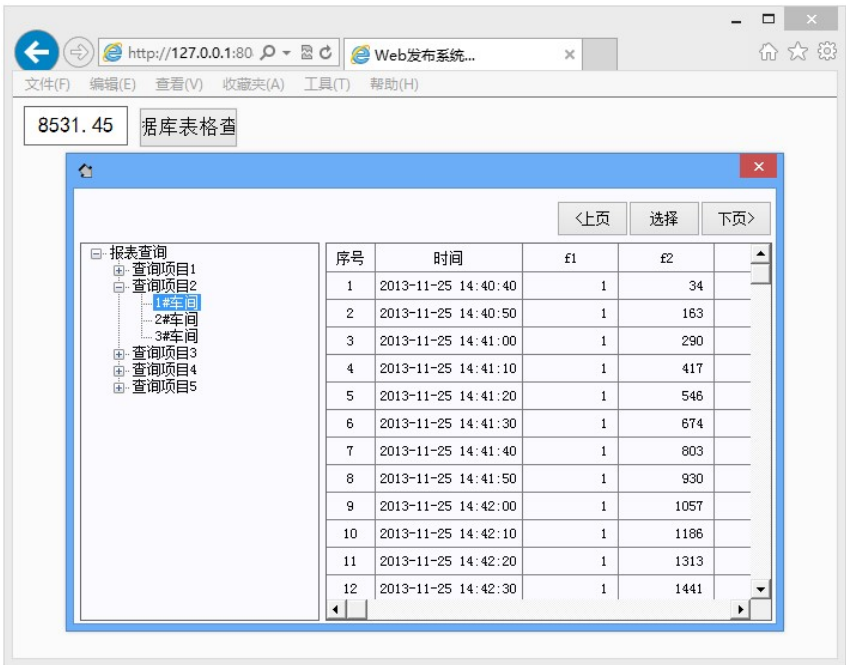 http://127.0.0.1:80 Web发布系统...
文件(F) 编辑(E) 查看(V) 收藏夹(A) 工具(T) 帮助(H)
8531.45 据库表格查
<上页 选择 下页>
报表查询
查询项目1
查询项目2
1#车间
2#车间
3#车间
查询项目3
查询项目4
查询项目5
序号 时间 f1 f2
1 2013-11-25 14:40:40 1 34
2 2013-11-25 14:40:50 1 163
3 2013-11-25 14:41:00 1 290
4 2013-11-25 14:41:10 1 417
5 2013-11-25 14:41:20 1 546
6 2013-11-25 14:41:30 1 674
7 2013-11-25 14:41:40 1 803
8 2013-11-25 14:41:50 1 930
9 2013-11-25 14:42:00 1 1057
10 2013-11-25 14:42:10 1 1186
11 2013-11-25 14:42:20 1 1313
12 2013-11-25 14:42:30 1 1441